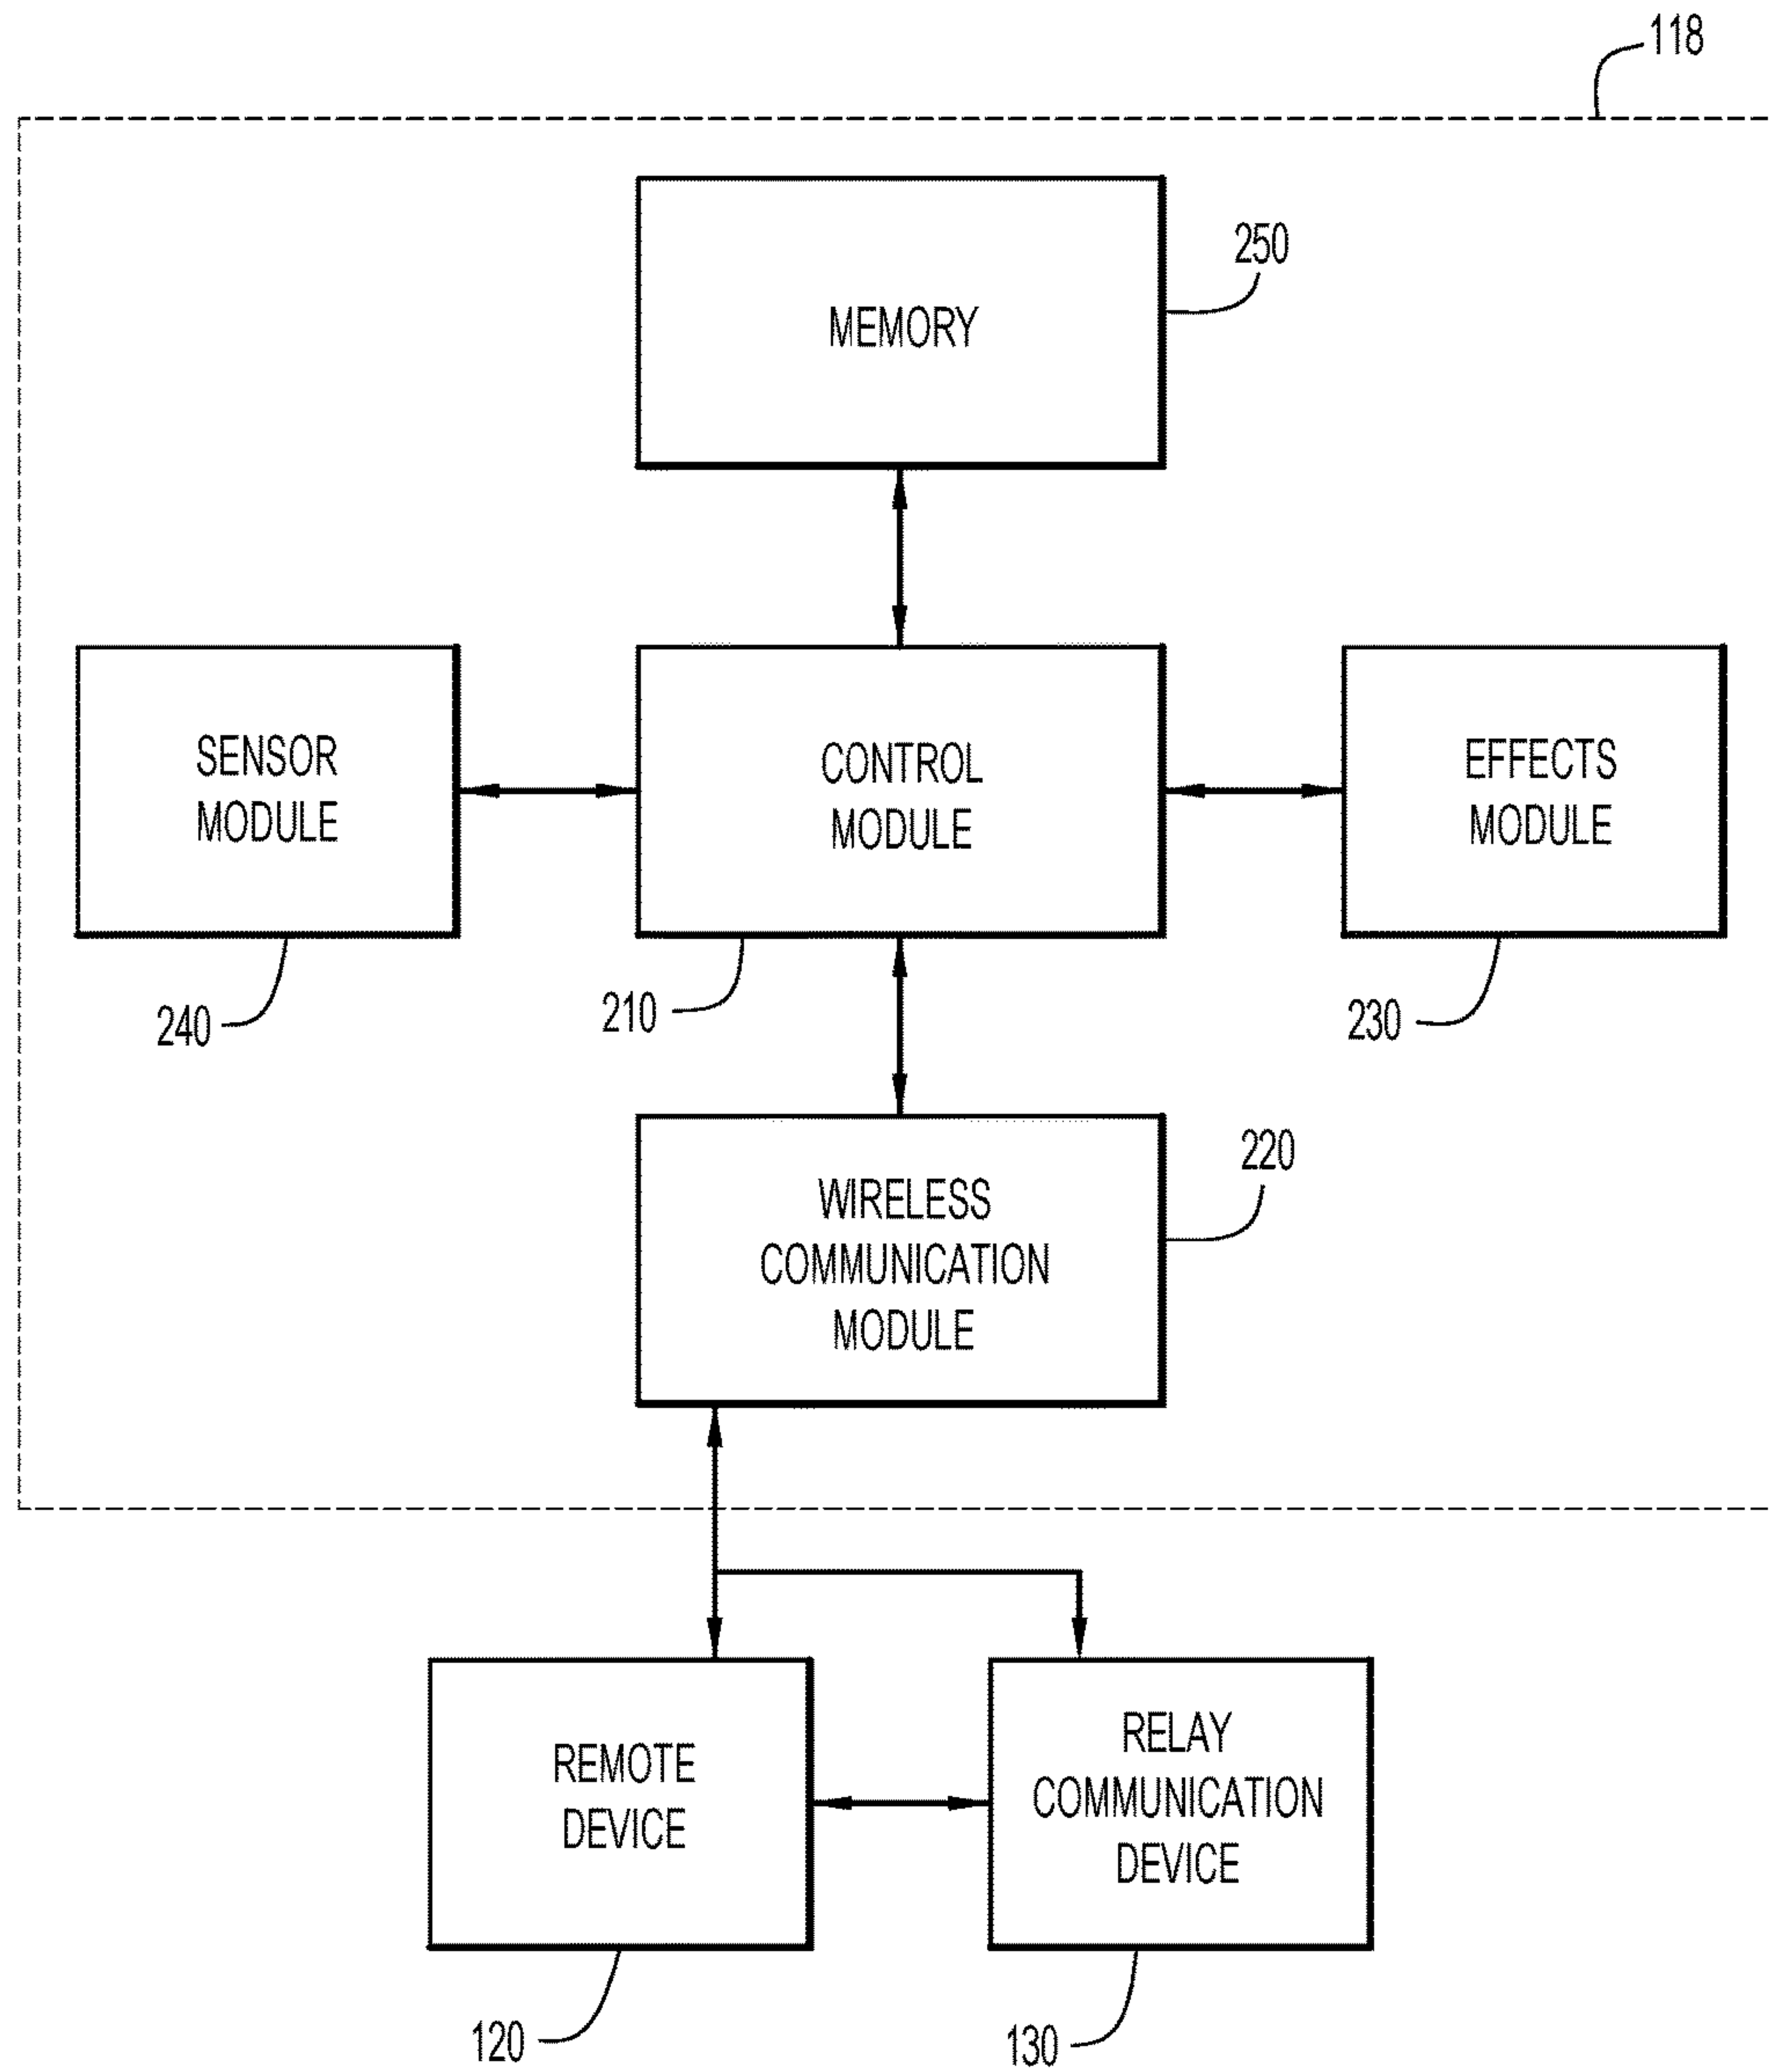 118
250
MEMORY
SENSOR
MODULE
CONTROL
MODULE
EFFECTS
MODULE
240
210
230
220
WIRELESS
COMMUNICATION
MODULE
REMOTE
DEVICE
RELAY
COMMUNICATION
DEVICE
120
130